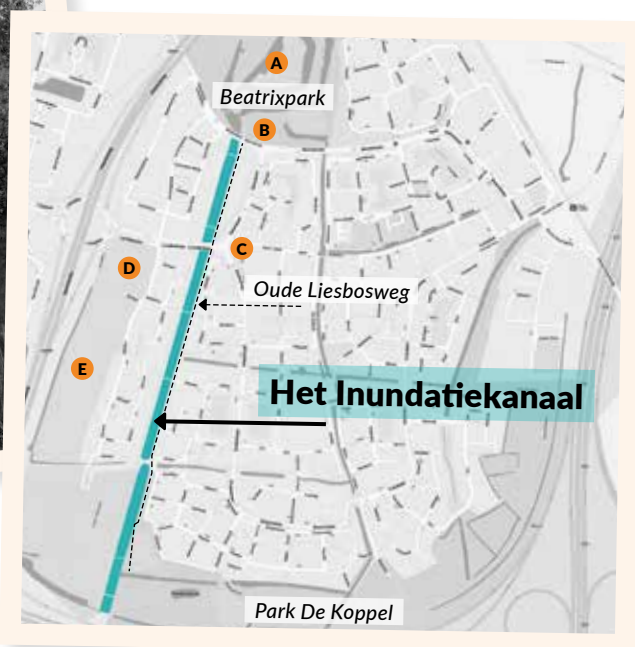 A
Beatrixpark
B
C
D
Oude Liesbosweg
E
Het Inundatiekanaal
Park De Koppel